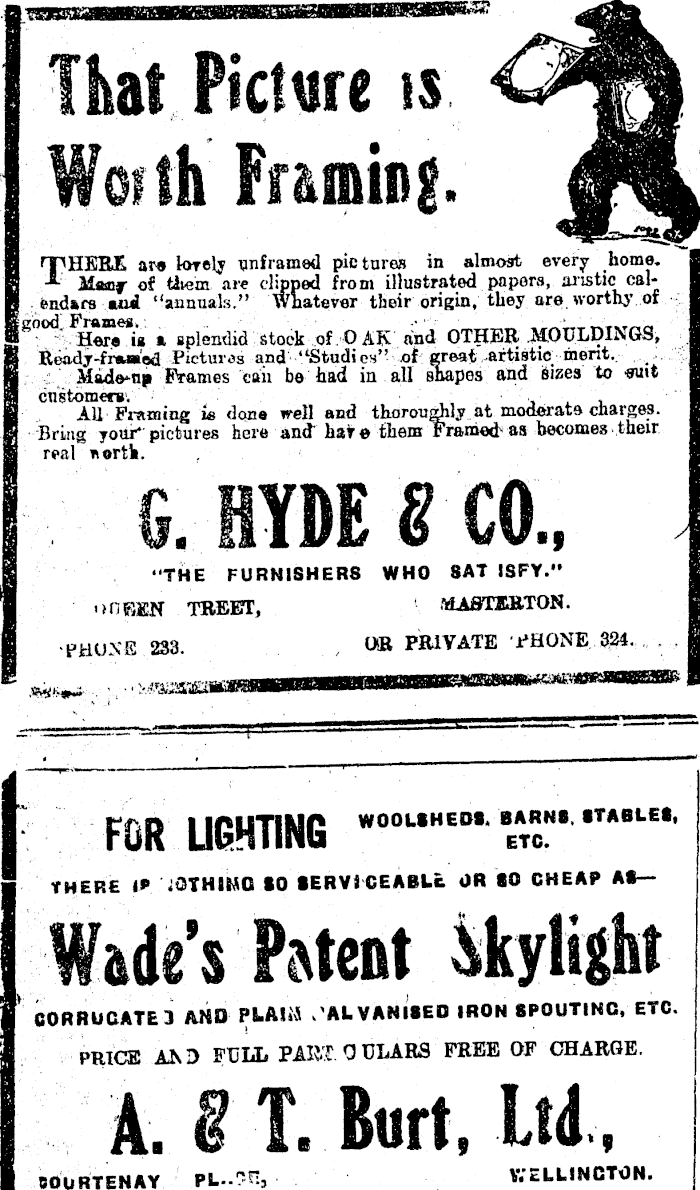 That Picture is
Worth Framing.
THERE are lovely unframed pictures in almost every home.
Many of them are clipped from illustrated papers, aristic cal-
endars and "annuals." Whatever their origin, they are worthy of
good Frames.
Here is a splendid stock of OAK and OTHER MOULDINGS,
Ready-framed Pictures and "Studies" of great artistic merit.
Made-up Frames can be had in all shapes and sizes to suit
customers.
All Framing is done well and thoroughly at moderate charges.
Bring your pictures here and have them Framed as becomes their
real worth.
G. HYDE & CO.,
"THE FURNISHERS WHO SATISFY."
QUEEN TREET, MASTERTON.
'PHONE 233. OR PRIVATE 'PHONE 324.
FOR LIGHTING WOOLSHEDS, BARNS, STABLES,
ETC.
THERE IS NOTHING SO SERVICEABLE OR SO CHEAP AS—
Wade's Patent Skylight
CORRUGATED AND PLAIN GALVANISED IRON SPOUTING, ETC.
PRICE AND FULL PARTICULARS FREE OF CHARGE.
A. & T. Burt, Ltd.,
COURTENAY PLACE, WELLINGTON.